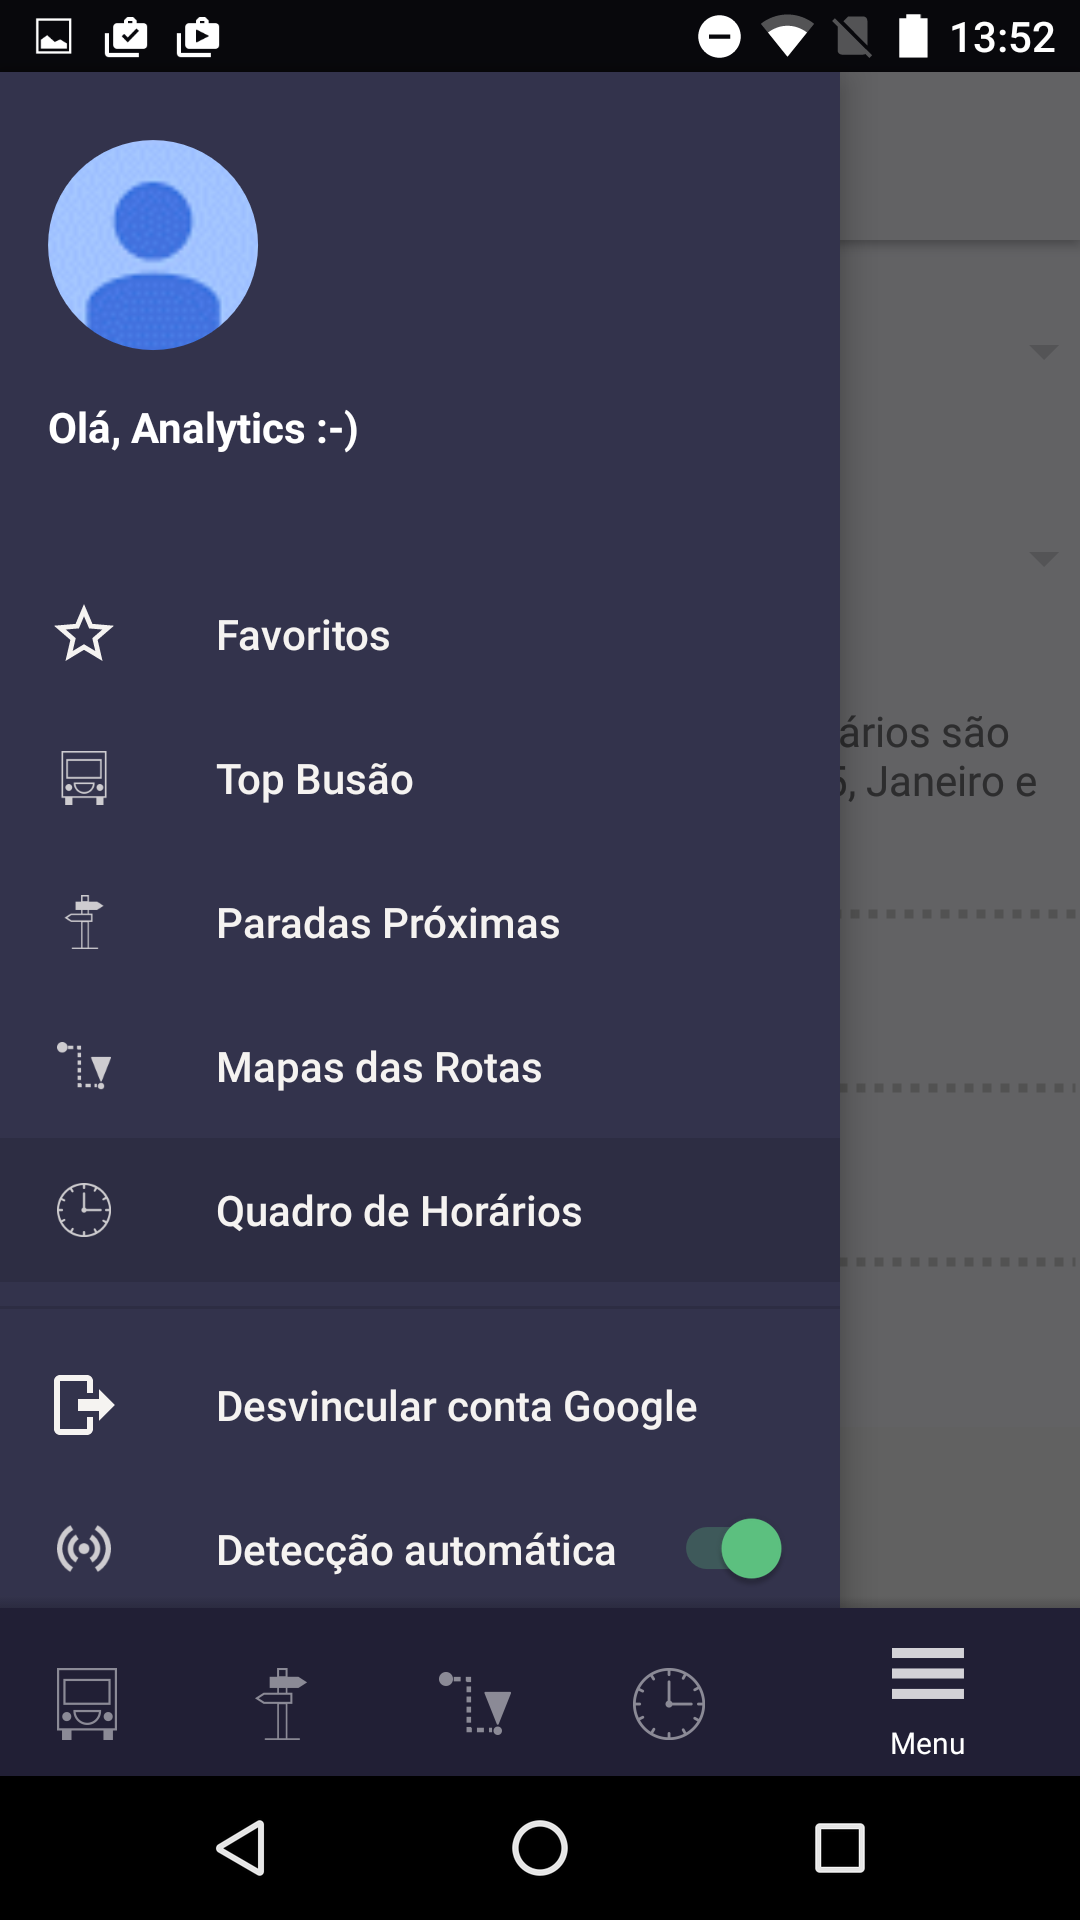 13:52
Olá, Analytics :-)
Favoritos
Top Busão
ários são
, Janeiro e
Paradas Próximas
Mapas das Rotas
Quadro de Horários
Desvincular conta Google
Detecção automática
Menu